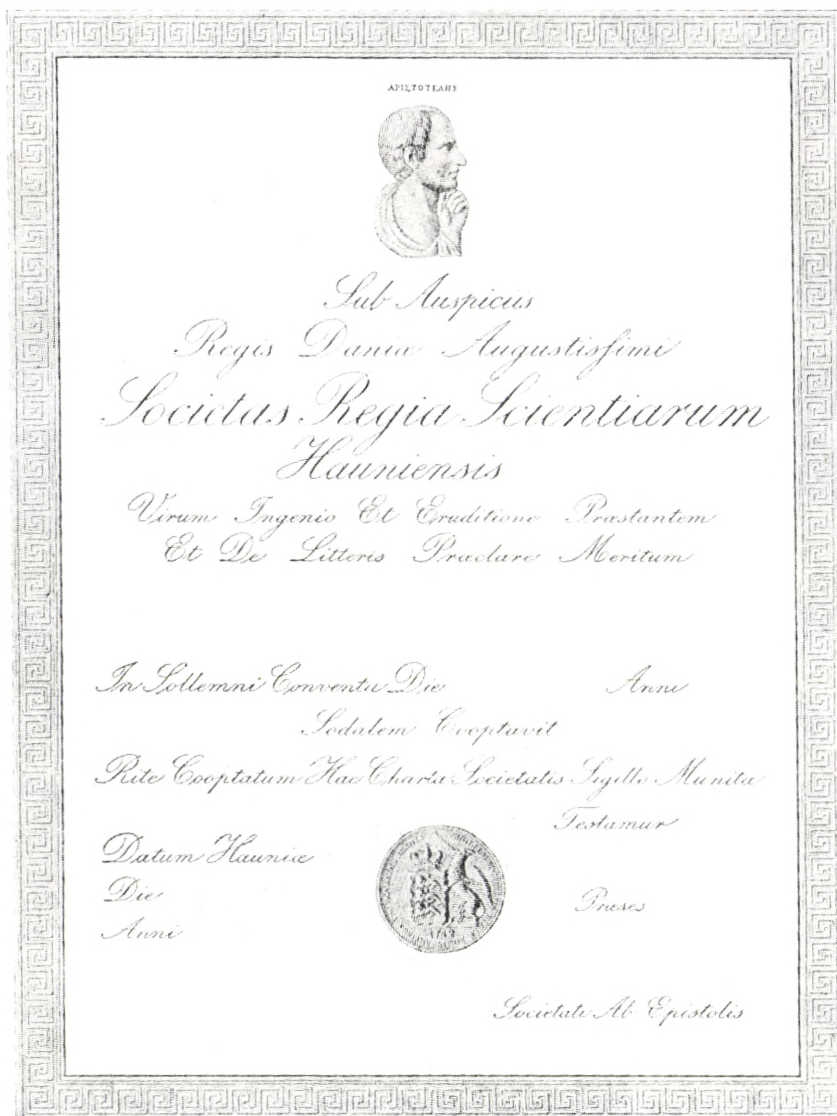 ΑΡΙΣΤΟΤΕΛΗΣ
Sub Auspiciis
Regis Daniæ Augustissimi
Societas Regia Scientiarum
Hauniensis
Virum Ingenio Et Eruditione Præstantem
Et De Litteris Præclare Meritum
In Sollemni Conventu Die Anni
Sodalem Cooptavit
Rite Cooptatum Hac Charta Societatis Sigillo Munita
Testamur
Datum Hauniæ
Die
Anni
Præses
Societati Ab Epistolis